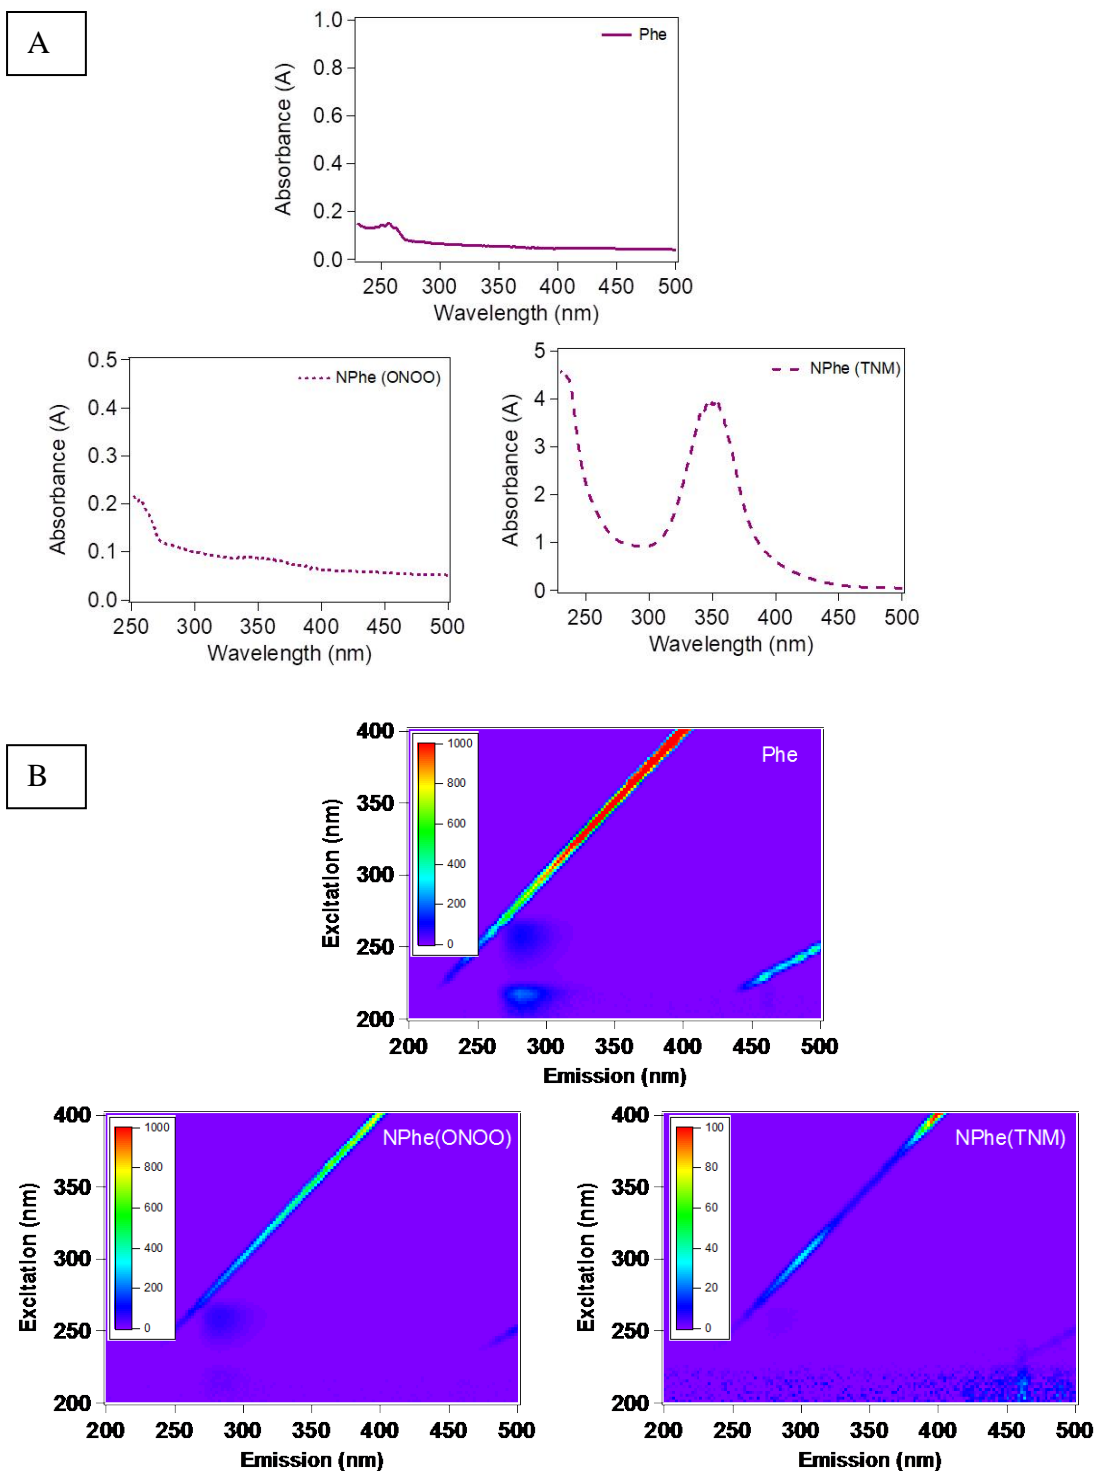 A
Phe
1.0
0.8
0.6
0.4
0.2
0.0
Absorbance (A)
250 300 350 400 450 500
Wavelength (nm)
NPhe (ONOO)
0.5
0.4
0.3
0.2
0.1
0.0
Absorbance (A)
250 300 350 400 450 500
Wavelength (nm)
NPhe (TNM)
5
4
3
2
1
0
Absorbance (A)
250 300 350 400 450 500
Wavelength (nm)
B
Phe
1000
800
600
400
200
0
400
350
300
250
200
Excitation (nm)
200 250 300 350 400 450 500
Emission (nm)
NPhe(ONOO)
1000
800
600
400
200
0
400
350
300
250
200
Excitation (nm)
200 250 300 350 400 450 500
Emission (nm)
NPhe(TNM)
100
80
60
40
20
0
400
350
300
250
200
Excitation (nm)
200 250 300 350 400 450 500
Emission (nm)